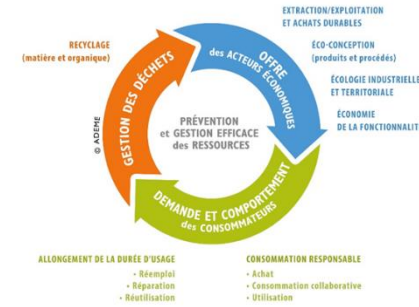 EXTRACTION/EXPLOITATION
ET ACHATS DURABLES
RECYCLAGE
(matière et organique)
OFFRE
des ACTEURS ÉCONOMIQUES
ÉCO-CONCEPTION
(produits et procédés)
ÉCOLOGIE INDUSTRIELLE
ET TERRITORIALE
ÉCONOMIE
DE LA FONCTIONNALIT
GESTION DES DÉCHETS
PRÉVENTION
et GESTION EFFICACE
des RESSOURCES
© ADEME
DEMANDE ET COMPORTEMENT
des CONSOMMATEURS
ALLONGEMENT DE LA DURÉE D'USAGE
• Réemploi
• Réparation
• Réutilisation
CONSOMMATION RESPONSABLE
• Achat
• Consommation collaborative
• Utilisation